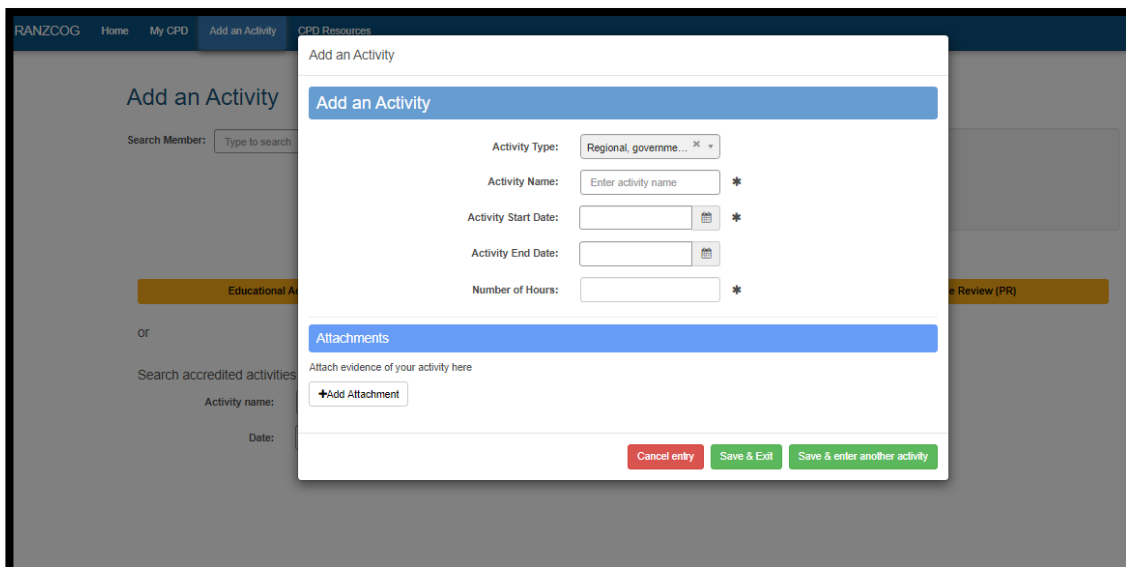 RANZCOG Home My CPD Add an Activity CPD Resources
Add an Activity
Add an Activity
Add an Activity
Search Member: Type to search
Activity Type: Regional, governme... × 
Activity Name: Enter activity name *
Activity Start Date: *
Activity End Date:
Number of Hours: *
Educational A
e Review (PR)
or
Attachments
Attach evidence of your activity here
Search accredited activities
+Add Attachment
Activity name:
Date:
Cancel entry Save & Exit Save & enter another activity